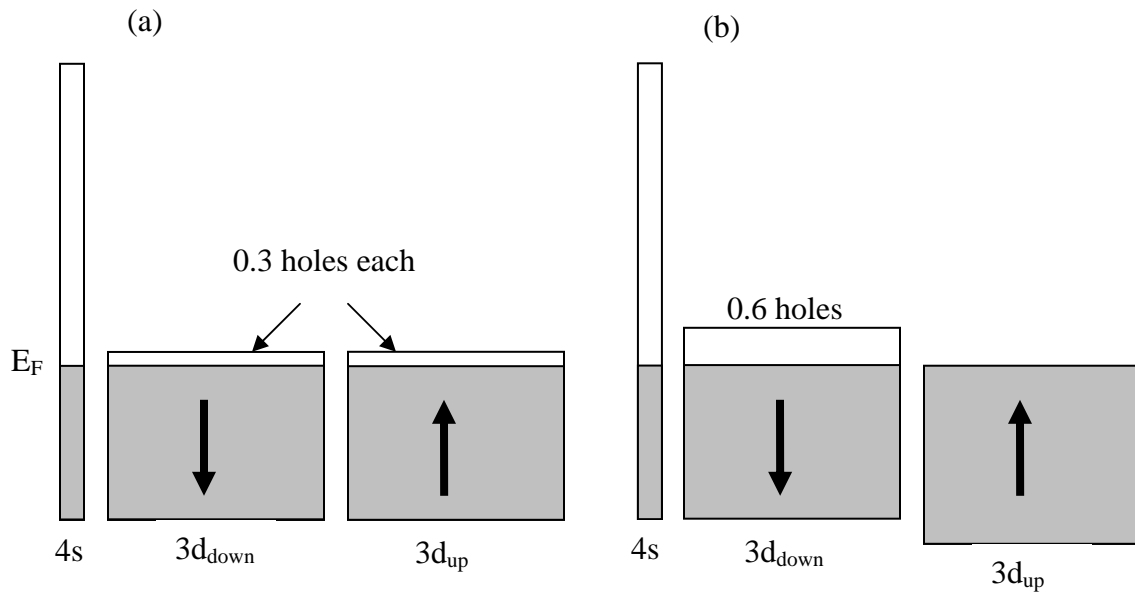 (a)
(b)
0.3 holes each
0.6 holes
E_F
4s
3d_down
3d_up
4s
3d_down
3d_up